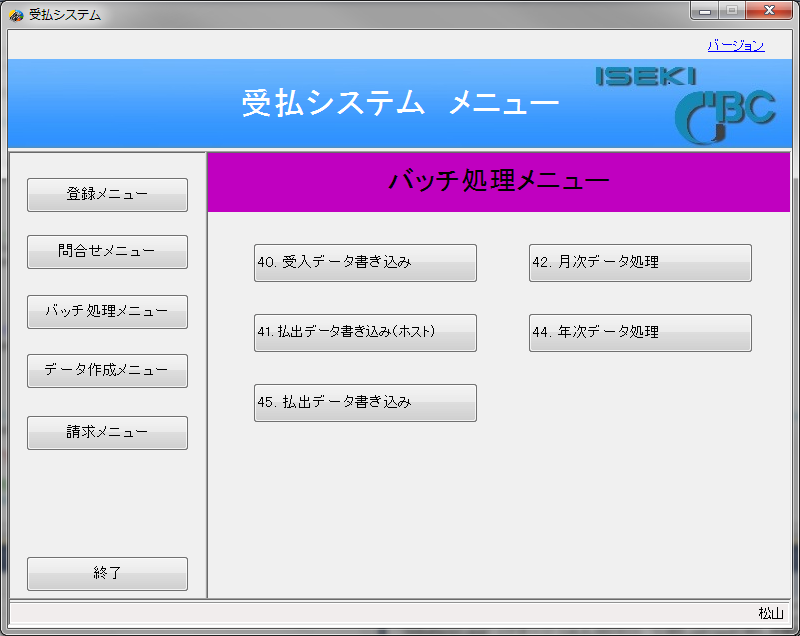 受払システム
バージョン
受払システム メニュー
ISEKI
GBC
バッチ処理メニュー
登録メニュー
問合せメニュー
バッチ処理メニュー
データ作成メニュー
請求メニュー
終了
40. 受入データ書き込み
42. 月次データ処理
41. 払出データ書き込み(ホスト)
44. 年次データ処理
45. 払出データ書き込み
松山